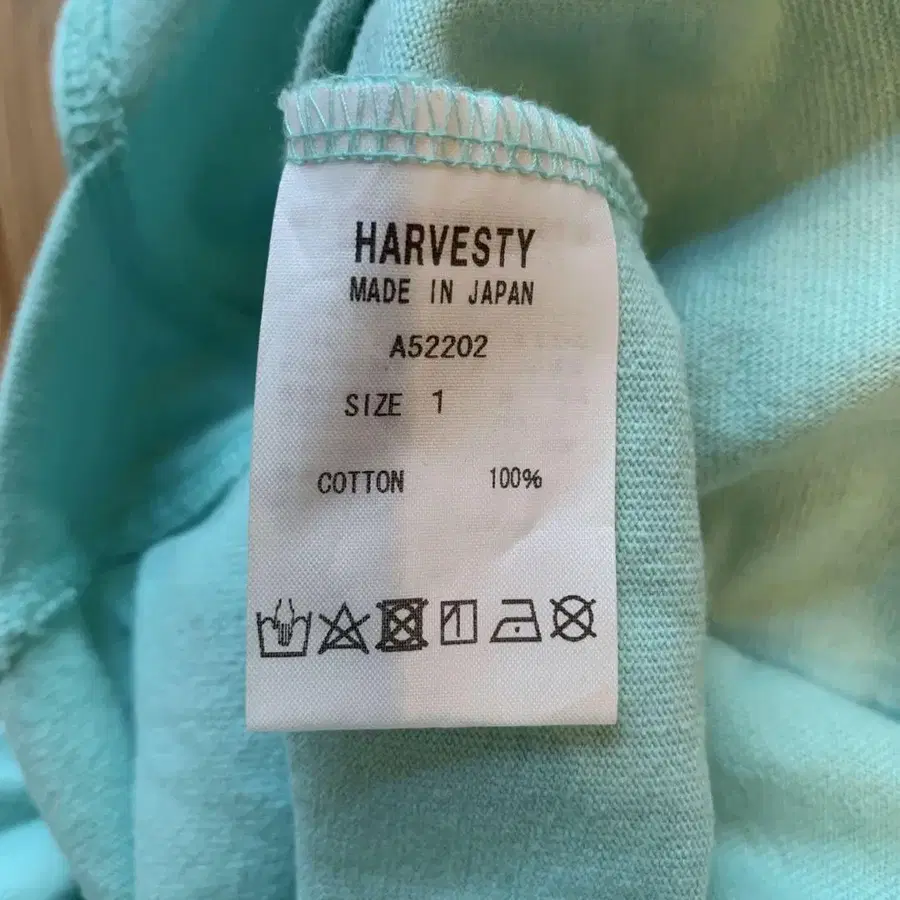 HARVESTY
MADE IN JAPAN
A52202
SIZE 1
COTTON 100%